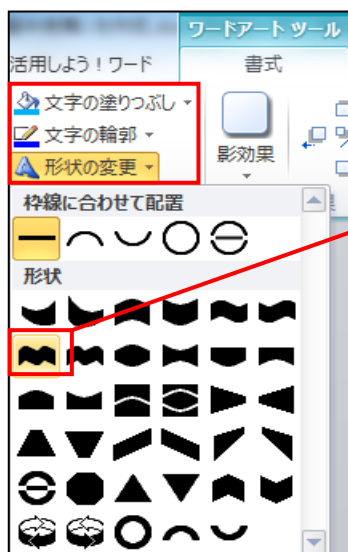 ワードアート ツール
活用しよう！ワード 書式
文字の塗りつぶし
文字の輪郭
形状の変更
影効果
枠線に合わせて配置
形状